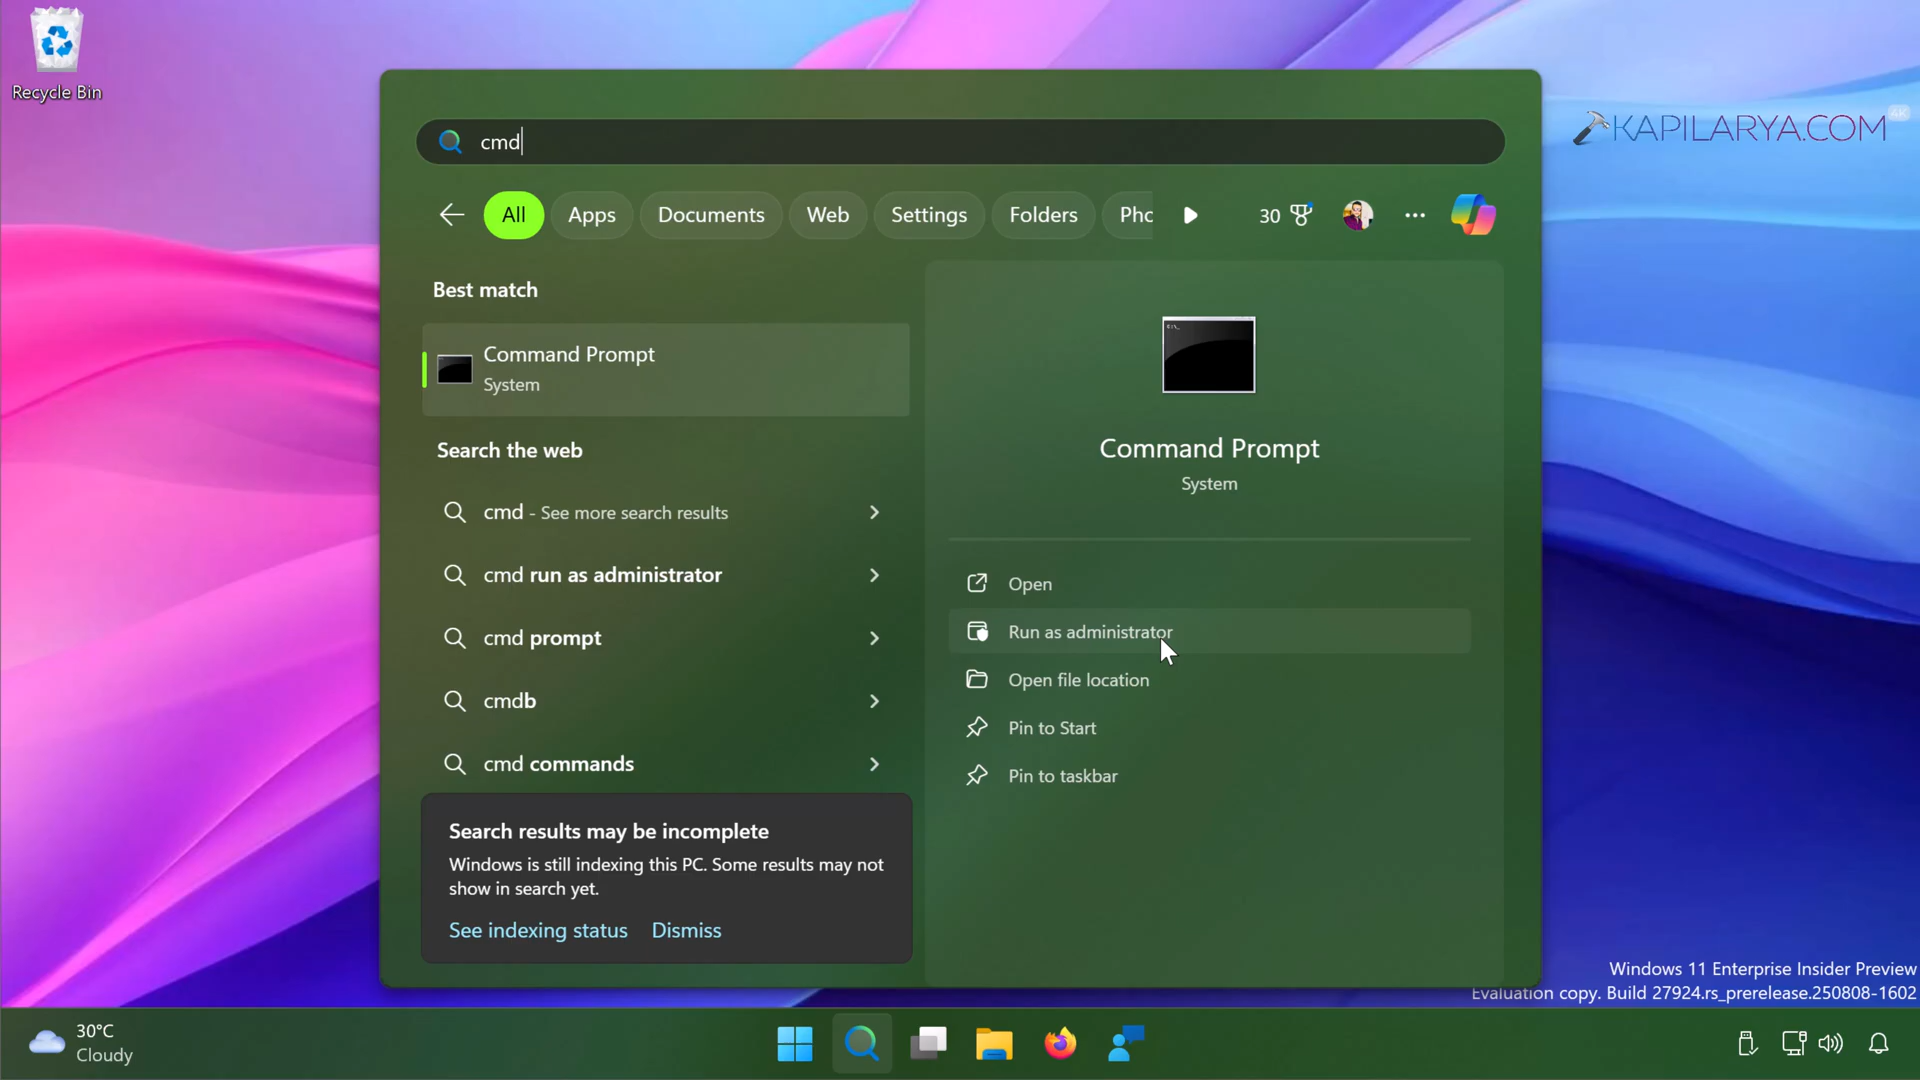 Recycle Bin
cmd
KAPILARYA.COM
4K
All
Apps
Documents
Web
Settings
Folders
Pho
30
Best match
Command Prompt
System
Search the web
cmd - See more search results
cmd run as administrator
cmd prompt
cmdb
cmd commands
Search results may be incomplete
Windows is still indexing this PC. Some results may not
show in search yet.
See indexing status
Dismiss
Command Prompt
System
Open
Run as administrator
Open file location
Pin to Start
Pin to taskbar
Windows 11 Enterprise Insider Preview
Evaluation copy. Build 27924.rs_prerelease.250808-1602
30°C
Cloudy